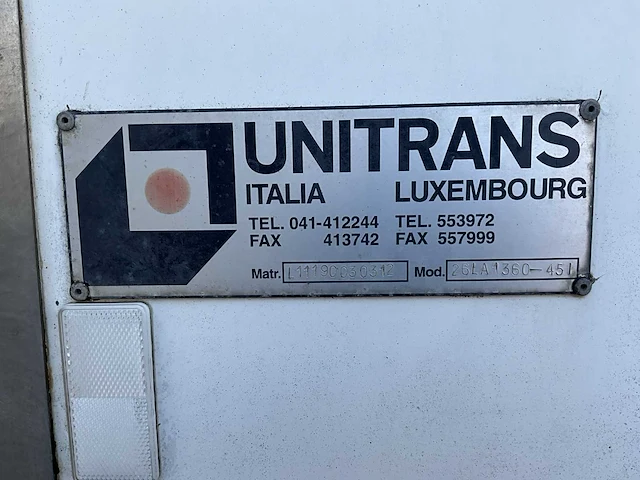 UNITRANS
ITALIA LUXEMBOURG
TEL. 041-412244 TEL. 553972
FAX 413742 FAX 557999
Matr. Mod.